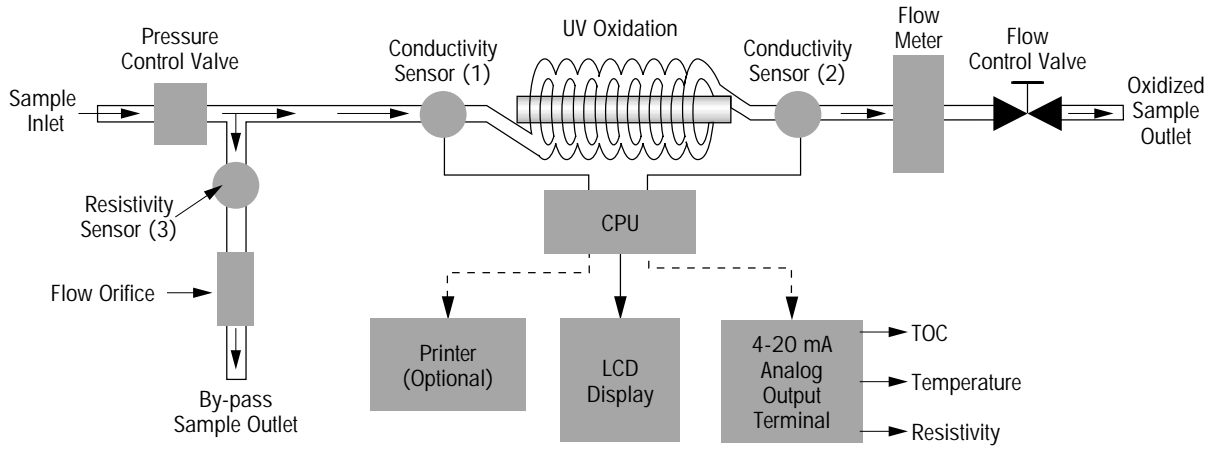 Pressure
Control Valve
Sample
Inlet
Conductivity
Sensor (1)
UV Oxidation
Conductivity
Sensor (2)
Flow
Meter
Flow
Control Valve
Oxidized
Sample
Outlet
Resistivity
Sensor (3)
Flow Orifice
By-pass
Sample Outlet
CPU
Printer
(Optional)
LCD
Display
4-20 mA
Analog
Output
Terminal
TOC
Temperature
Resistivity